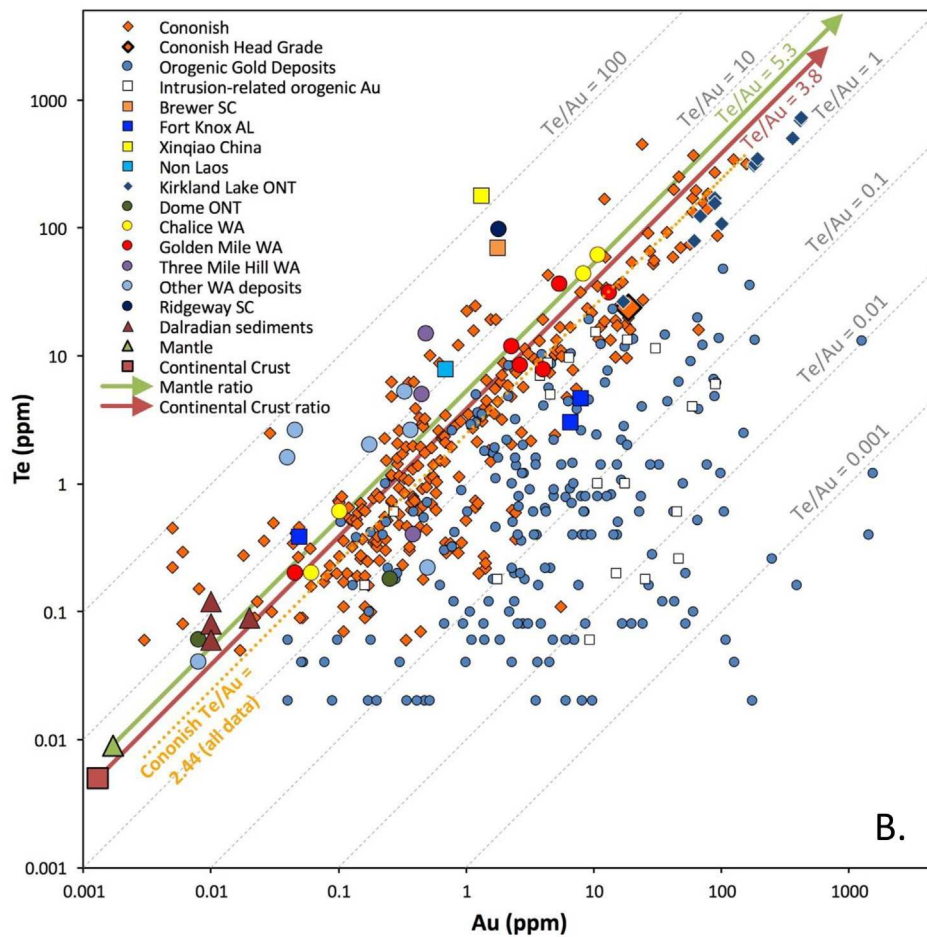 Cononish
Cononish Head Grade
Orogenic Gold Deposits
Intrusion-related orogenic Au
Brewer SC
Fort Knox AL
Xinqiao China
Non Laos
Kirkland Lake ONT
Dome ONT
Chalice WA
Golden Mile WA
Three Mile Hill WA
Other WA deposits
Ridgeway SC
Dalradian sediments
Mantle
Continental Crust
Mantle ratio
Continental Crust ratio
Te/Au = 100
Te/Au = 10
Te/Au = 5.3
Te/Au = 3.8
Te/Au = 1
Te/Au = 0.1
Te/Au = 0.01
Te/Au = 0.001
Cononish Te/Au =
2.44 (all data)
B.
Te (ppm)
1000
100
10
1
0.1
0.01
0.001
0.001
0.01
0.1
1
10
100
1000
Au (ppm)